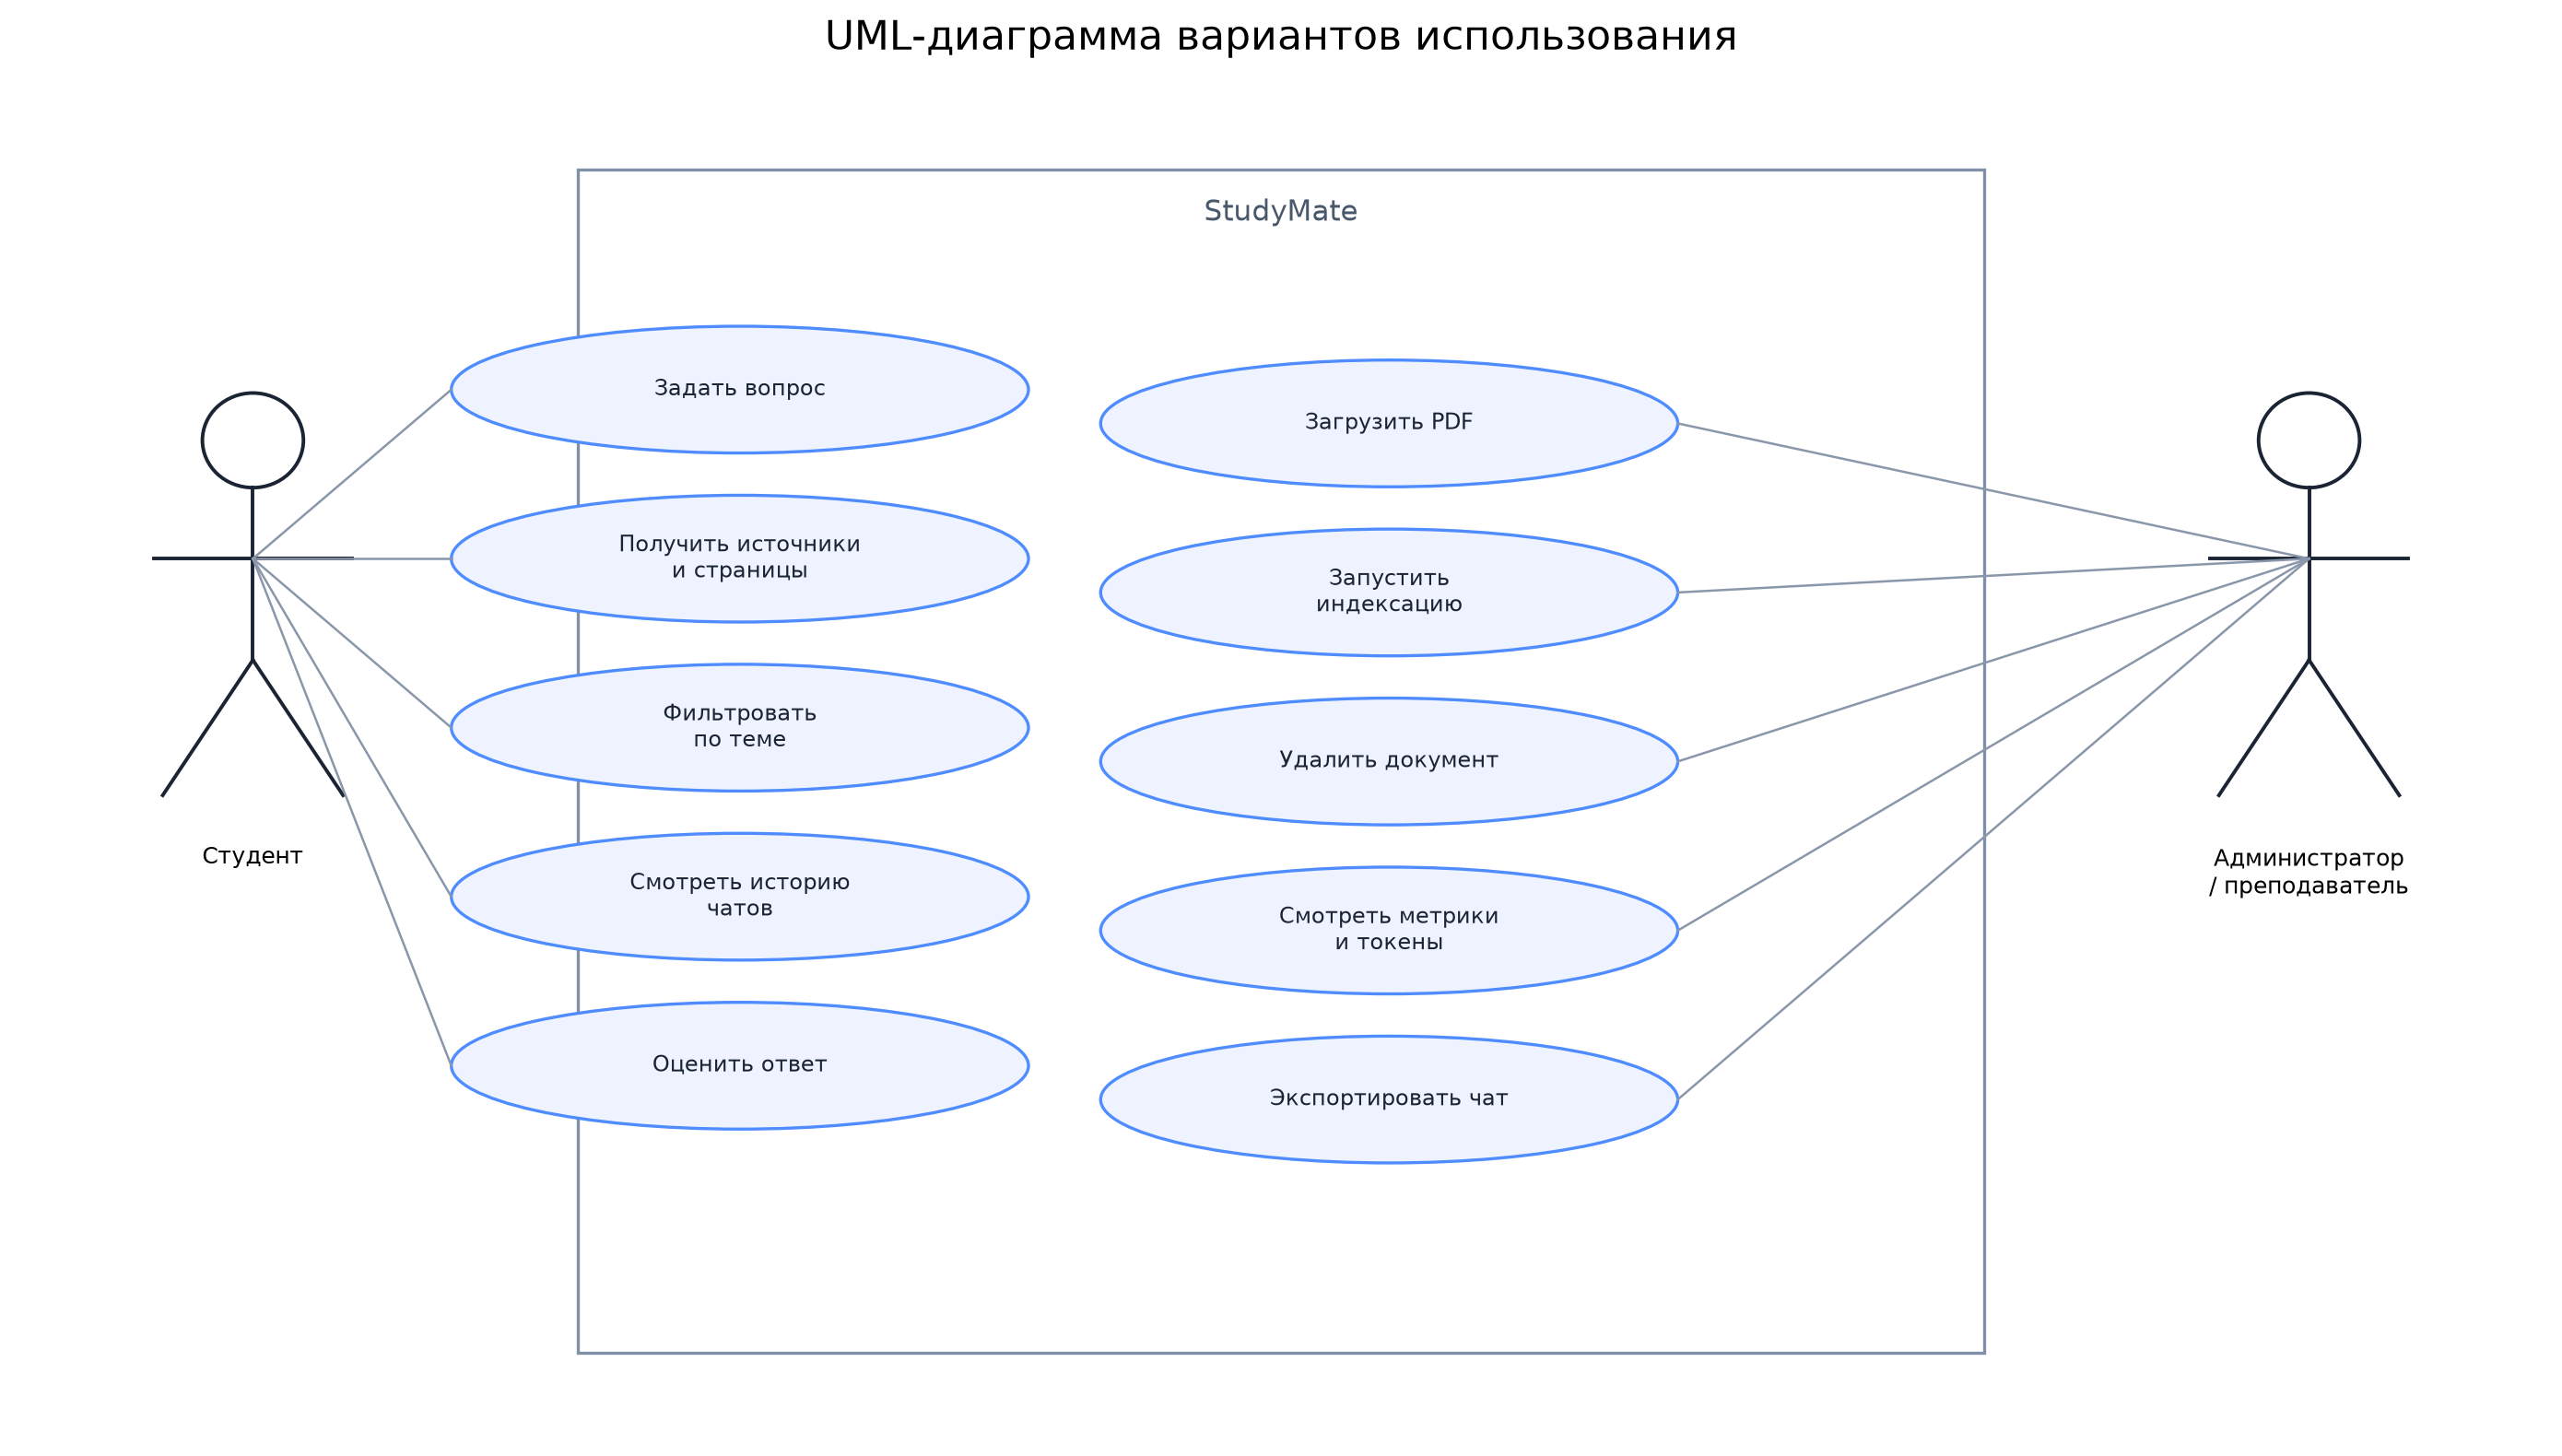 UML-диаграмма вариантов использования
StudyMate
Задать вопрос
Получить источники
и страницы
Фильтровать
по теме
Смотреть историю
чатов
Оценить ответ
Загрузить PDF
Запустить
индексацию
Удалить документ
Смотреть метрики
и токены
Экспортировать чат
Студент
Администратор
/ преподаватель